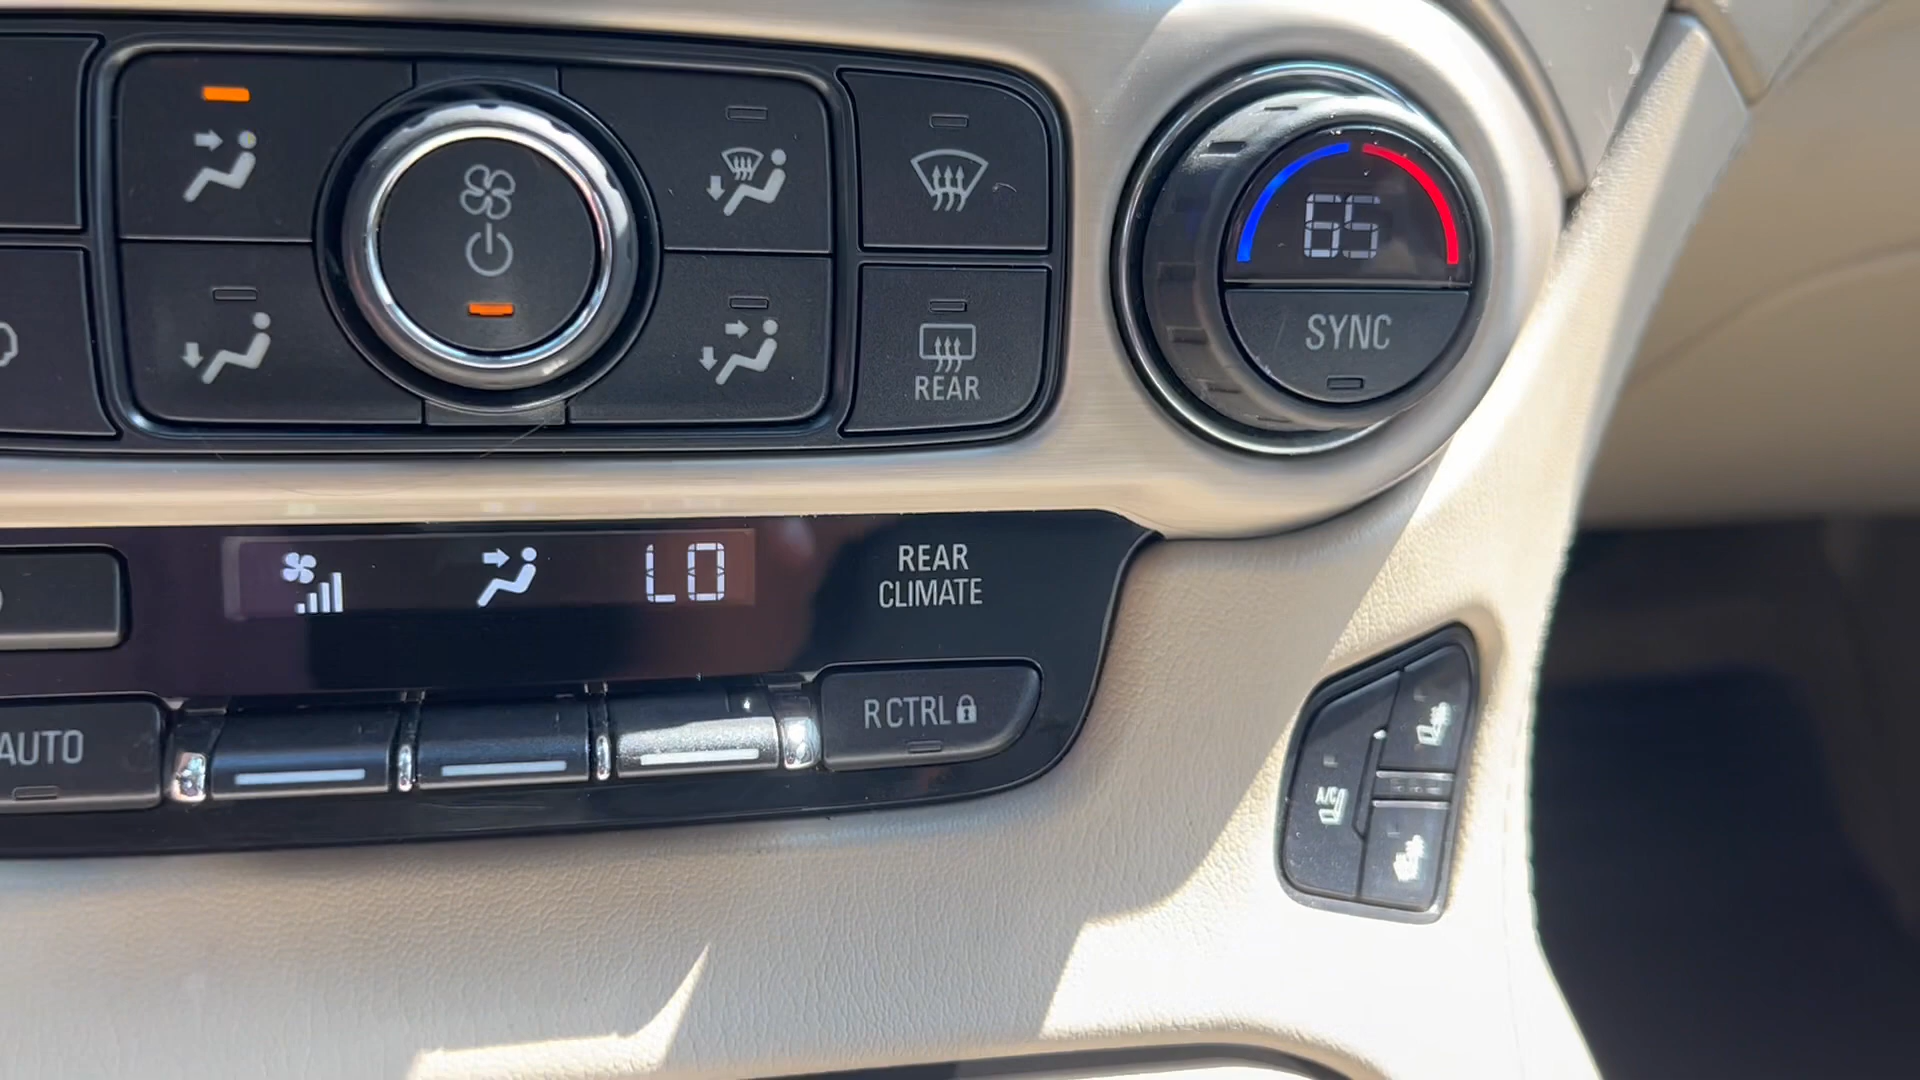 65
SYNC
REAR
LO
REAR
CLIMATE
AUTO
R CTRL
A/C